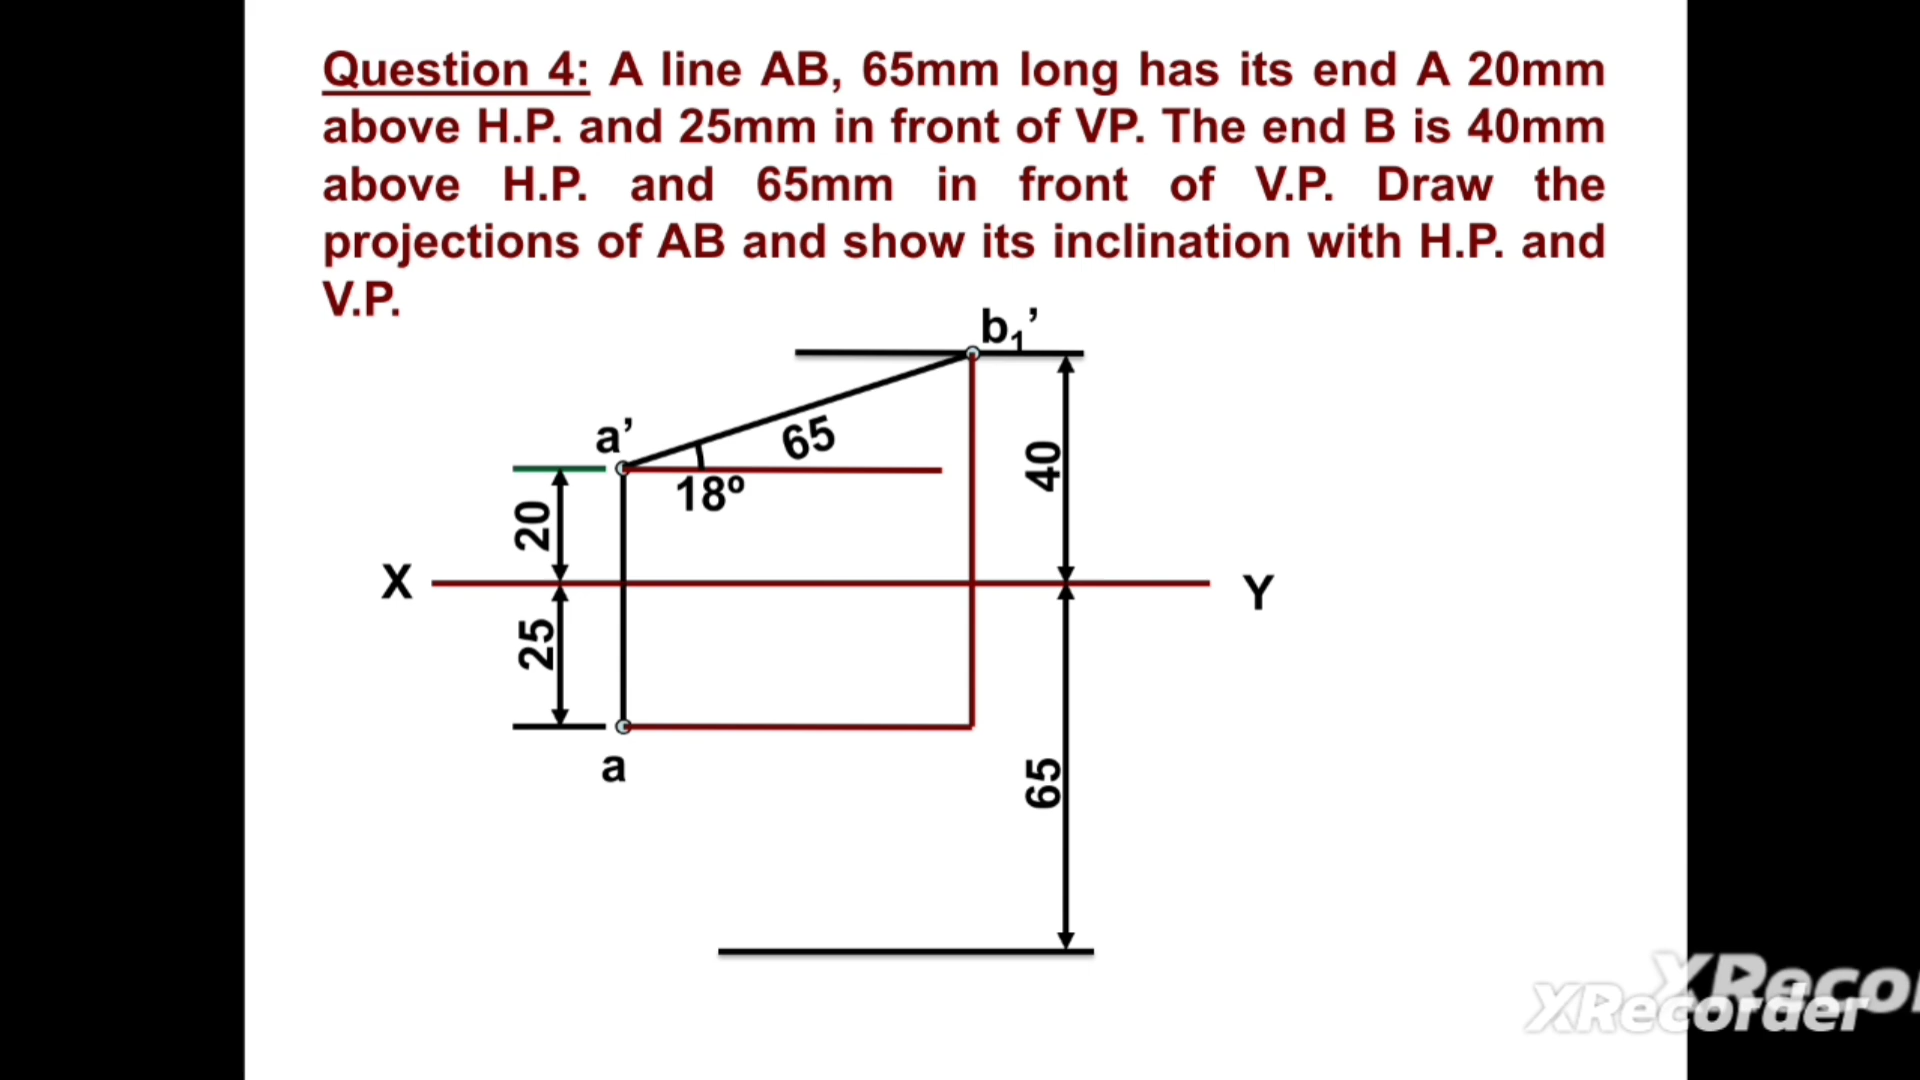 Question 4: A line AB, 65mm long has its end A 20mm
above H.P. and 25mm in front of VP. The end B is 40mm
above H.P. and 65mm in front of V.P. Draw the
projections of AB and show its inclination with H.P. and
V.P.
b₁’
a’
65
40
18º
20
X
Y
25
a
65
XRecor
XRecorder